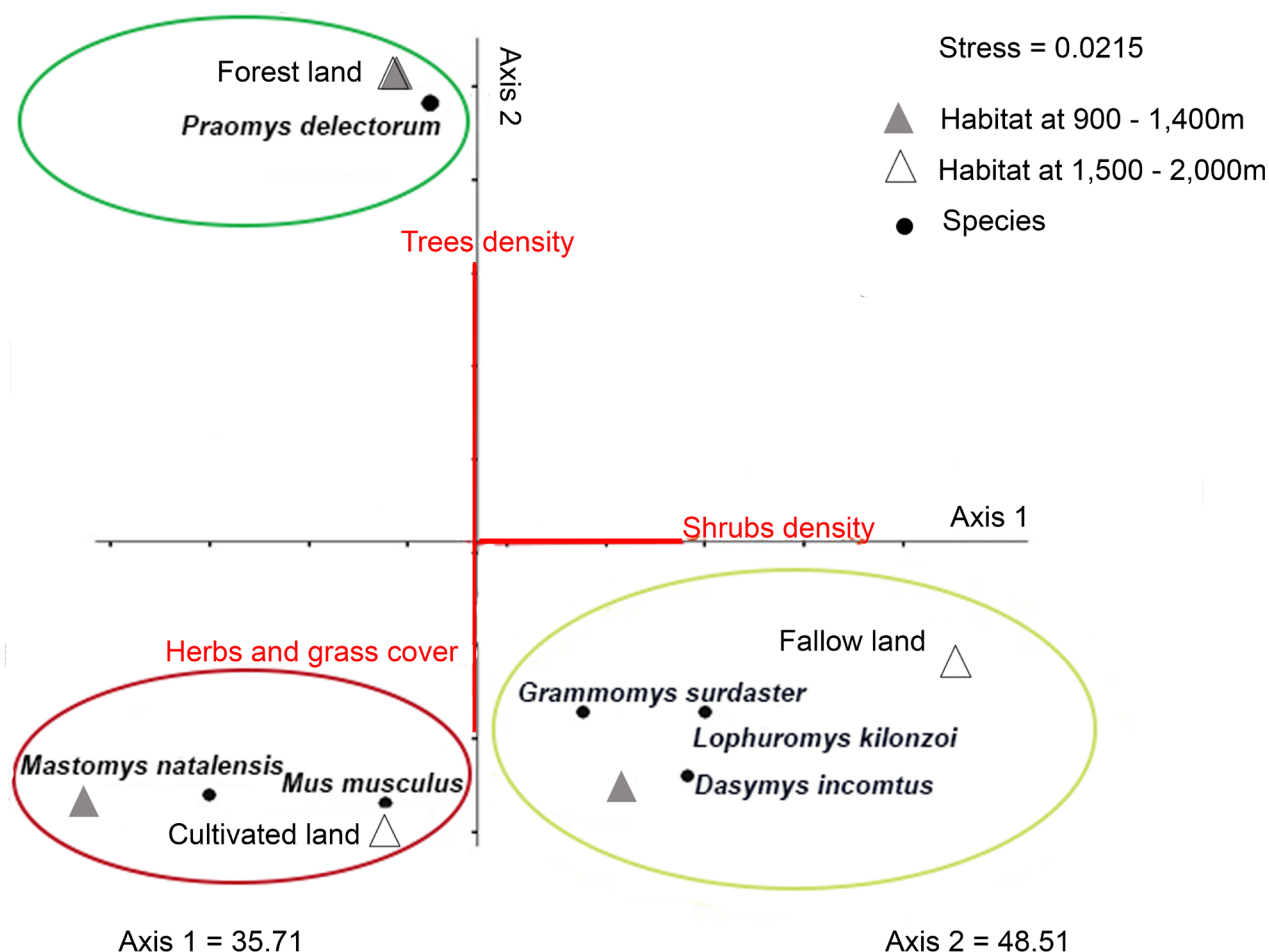 Stress = 0.0215
Forest land
Axis 2
Praomys delectorum
Habitat at 900 - 1,400m
Habitat at 1,500 - 2,000m
Species
Trees density
Axis 1
Shrubs density
Herbs and grass cover
Fallow land
Grammomys surdaster
Lophuromys kilonzoi
Mastomys natalensis
Mus musculus
Dasymys incomtus
Cultivated land
Axis 1 = 35.71
Axis 2 = 48.51